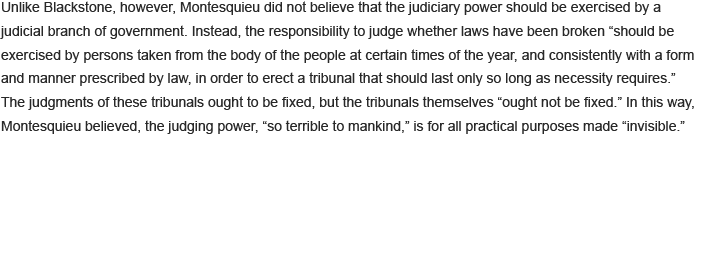 Unlike Blackstone, however, Montesquieu did not believe that the judiciary power should be exercised by a
judicial branch of government. Instead, the responsibility to judge whether laws have been broken “should be
exercised by persons taken from the body of the people at certain times of the year, and consistently with a form
and manner prescribed by law, in order to erect a tribunal that should last only so long as necessity requires.”
The judgments of these tribunals ought to be fixed, but the tribunals themselves “ought not be fixed.” In this way,
Montesquieu believed, the judging power, “so terrible to mankind,” is for all practical purposes made “invisible.”